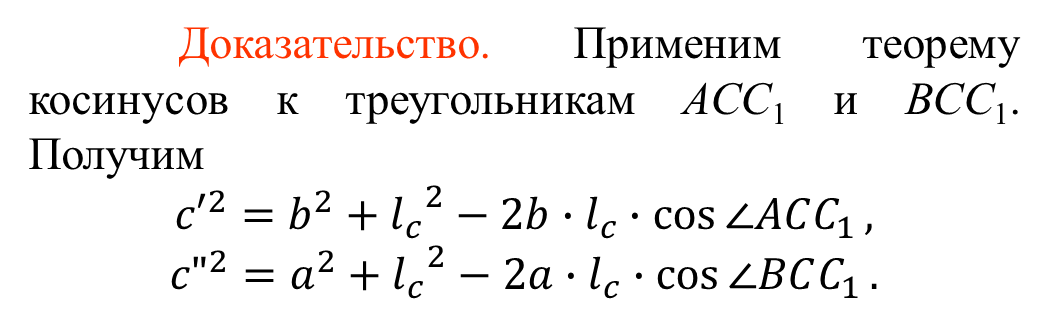 Доказательство. Применим теорему
косинусов к треугольникам ACC₁ и BCC₁.
Получим
c′² = b² + l_c² − 2b · l_c · cos ∠ACC₁ ,
c"² = a² + l_c² − 2a · l_c · cos ∠BCC₁ .